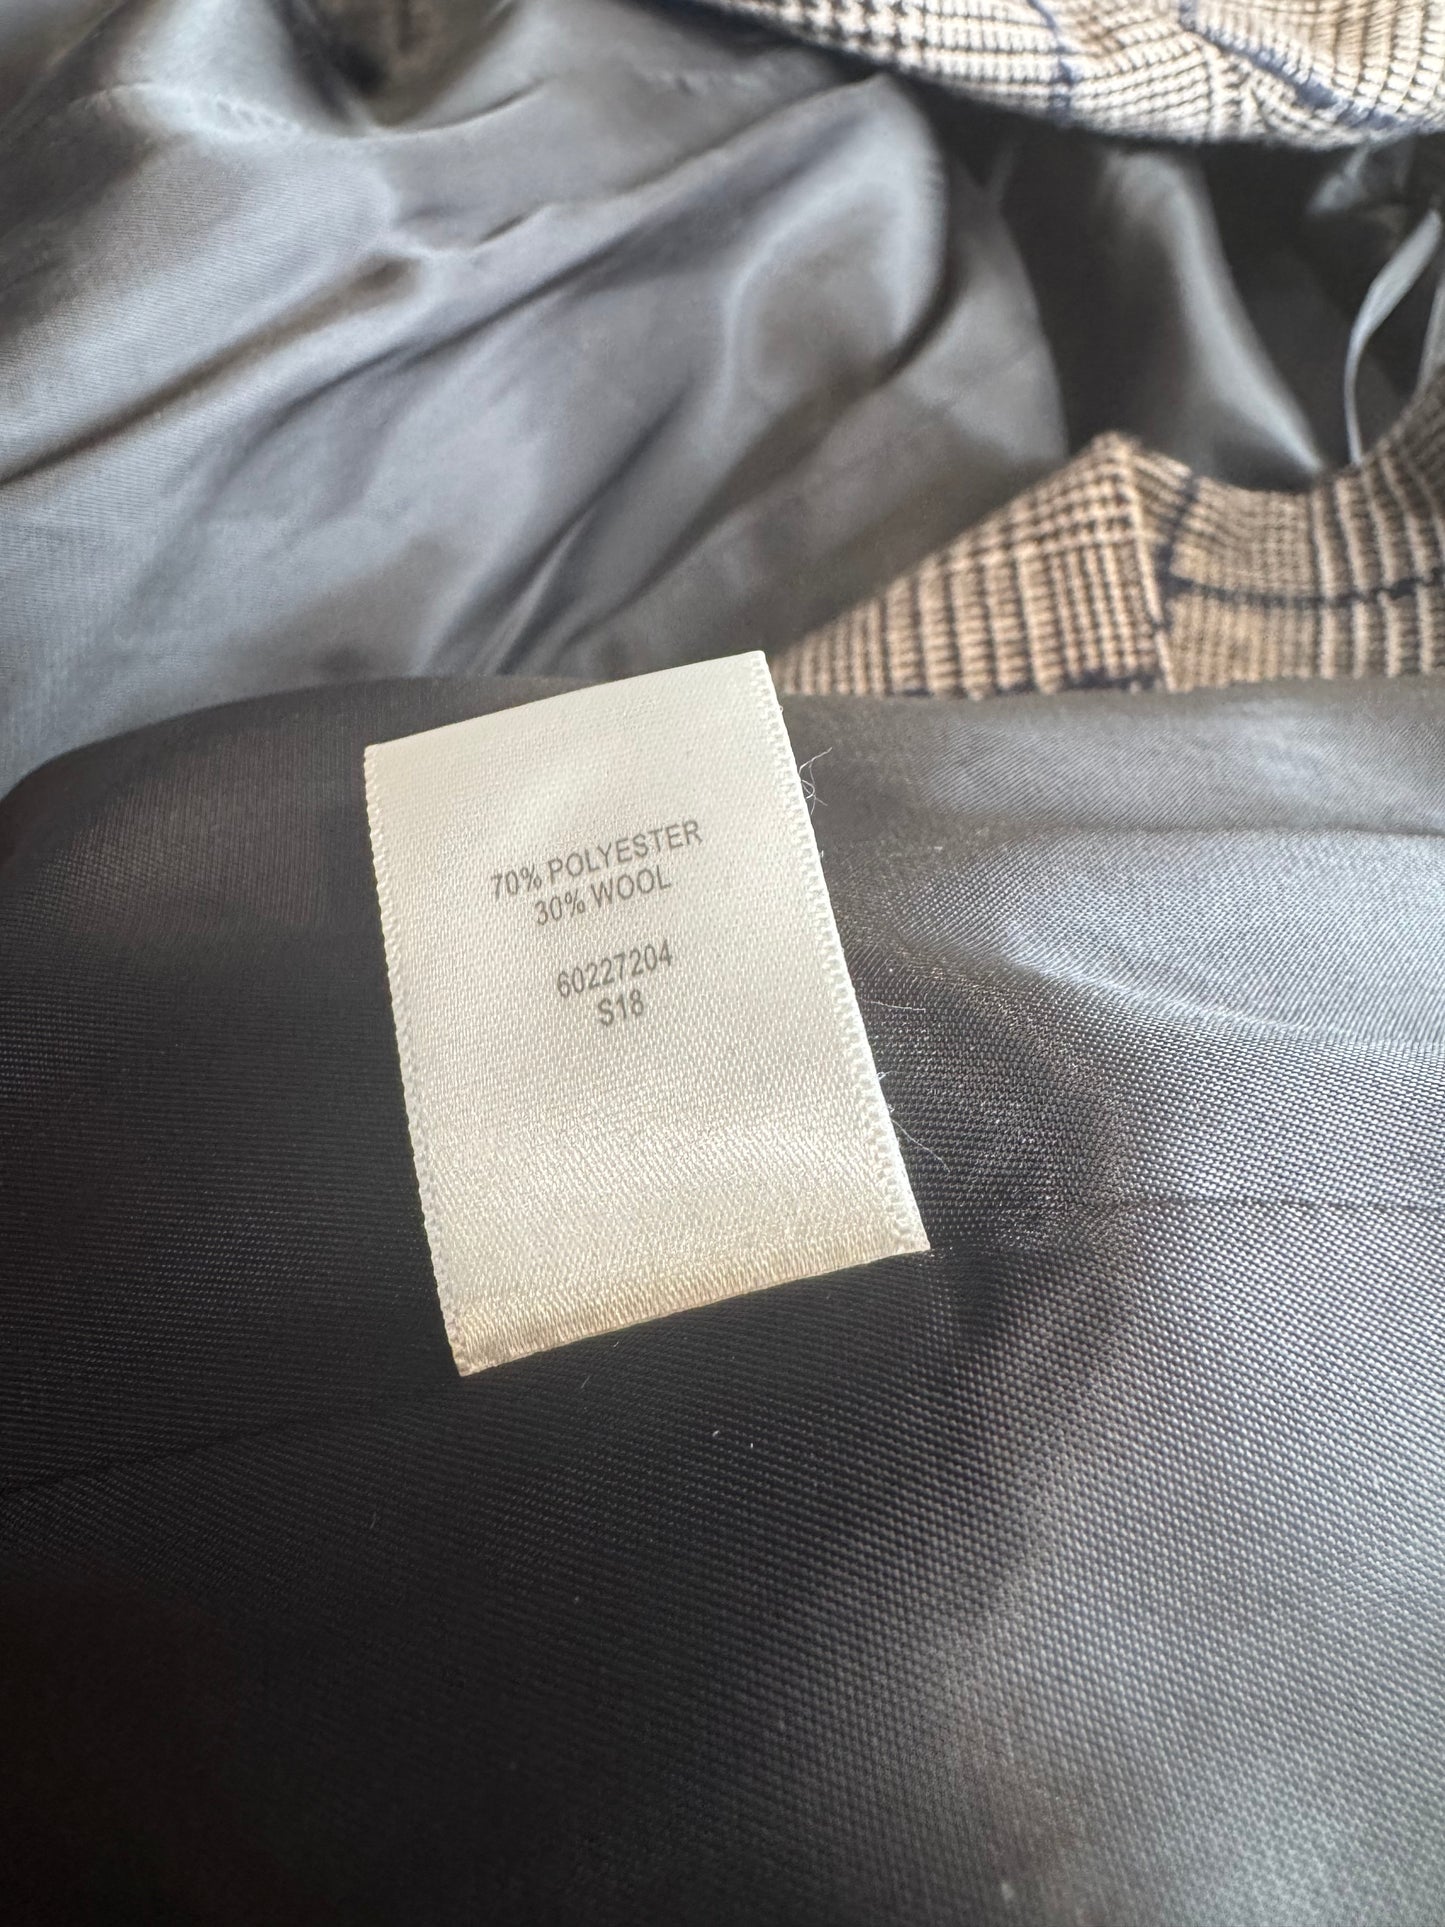 70% POLYESTER
30% WOOL
60227204
S18